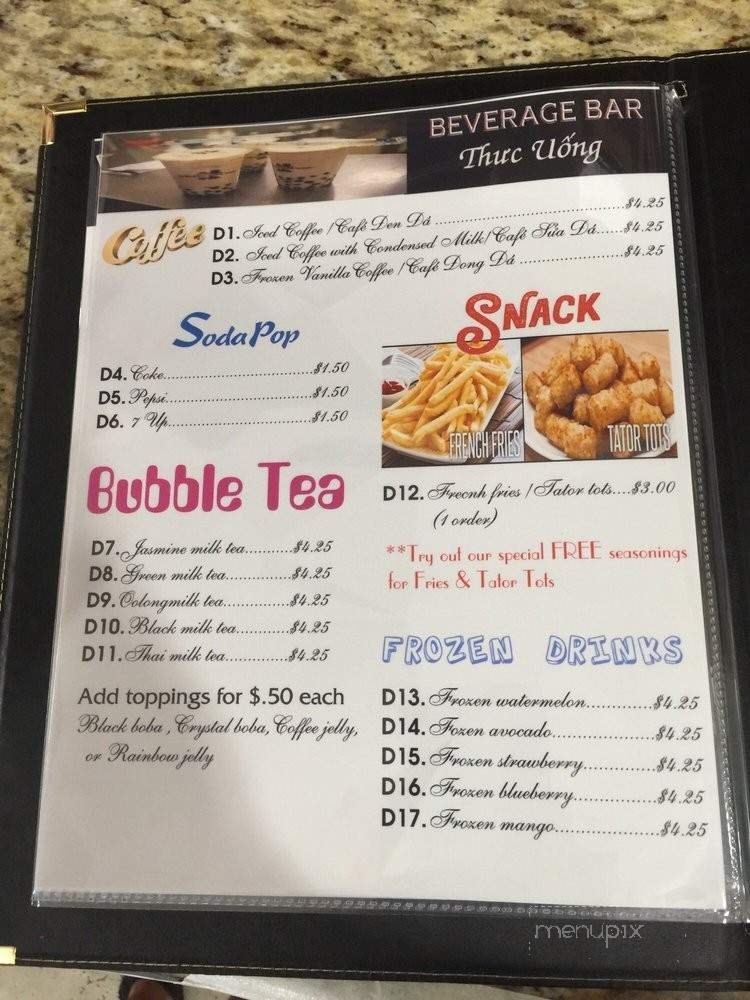 BEVERAGE BAR
Thưc Uống
Coffee
D1. Iced Coffee / Café Den Dá ........................................$4.25
D2. Iced Coffee with Condensed Milk/Café Sửa Dá......$4.25
D3. Frozen Vanilla Coffee / Café Dong Dá ......................$4.25
Soda Pop
D4. Coke.................................$1.50
D5. Pepsi................................$1.50
D6. 7 Up................................$1.50
SNACK
FRENCH FRIES
TATOR TOTS
D12. Frecnh fries / Tator tots....$3.00
(1 order)
**Try out our special FREE seasonings
for Fries & Tator Tots
Bubble Tea
D7. Jasmine milk tea..........$4.25
D8. Green milk tea..............$4.25
D9. Oolongmilk tea..............$4.25
D10. Black milk tea............$4.25
D11. Thai milk tea..............$4.25
Add toppings for $.50 each
Black boba , Crystal boba, Coffee jelly,
or Rainbow jelly
FROZEN DRINKS
D13. Frozen watermelon.............$4.25
D14. Fozen avocado....................$4.25
D15. Frozen strawberry..............$4.25
D16. Frozen blueberry................$4.25
D17. Frozen mango.....................$4.25
menupix